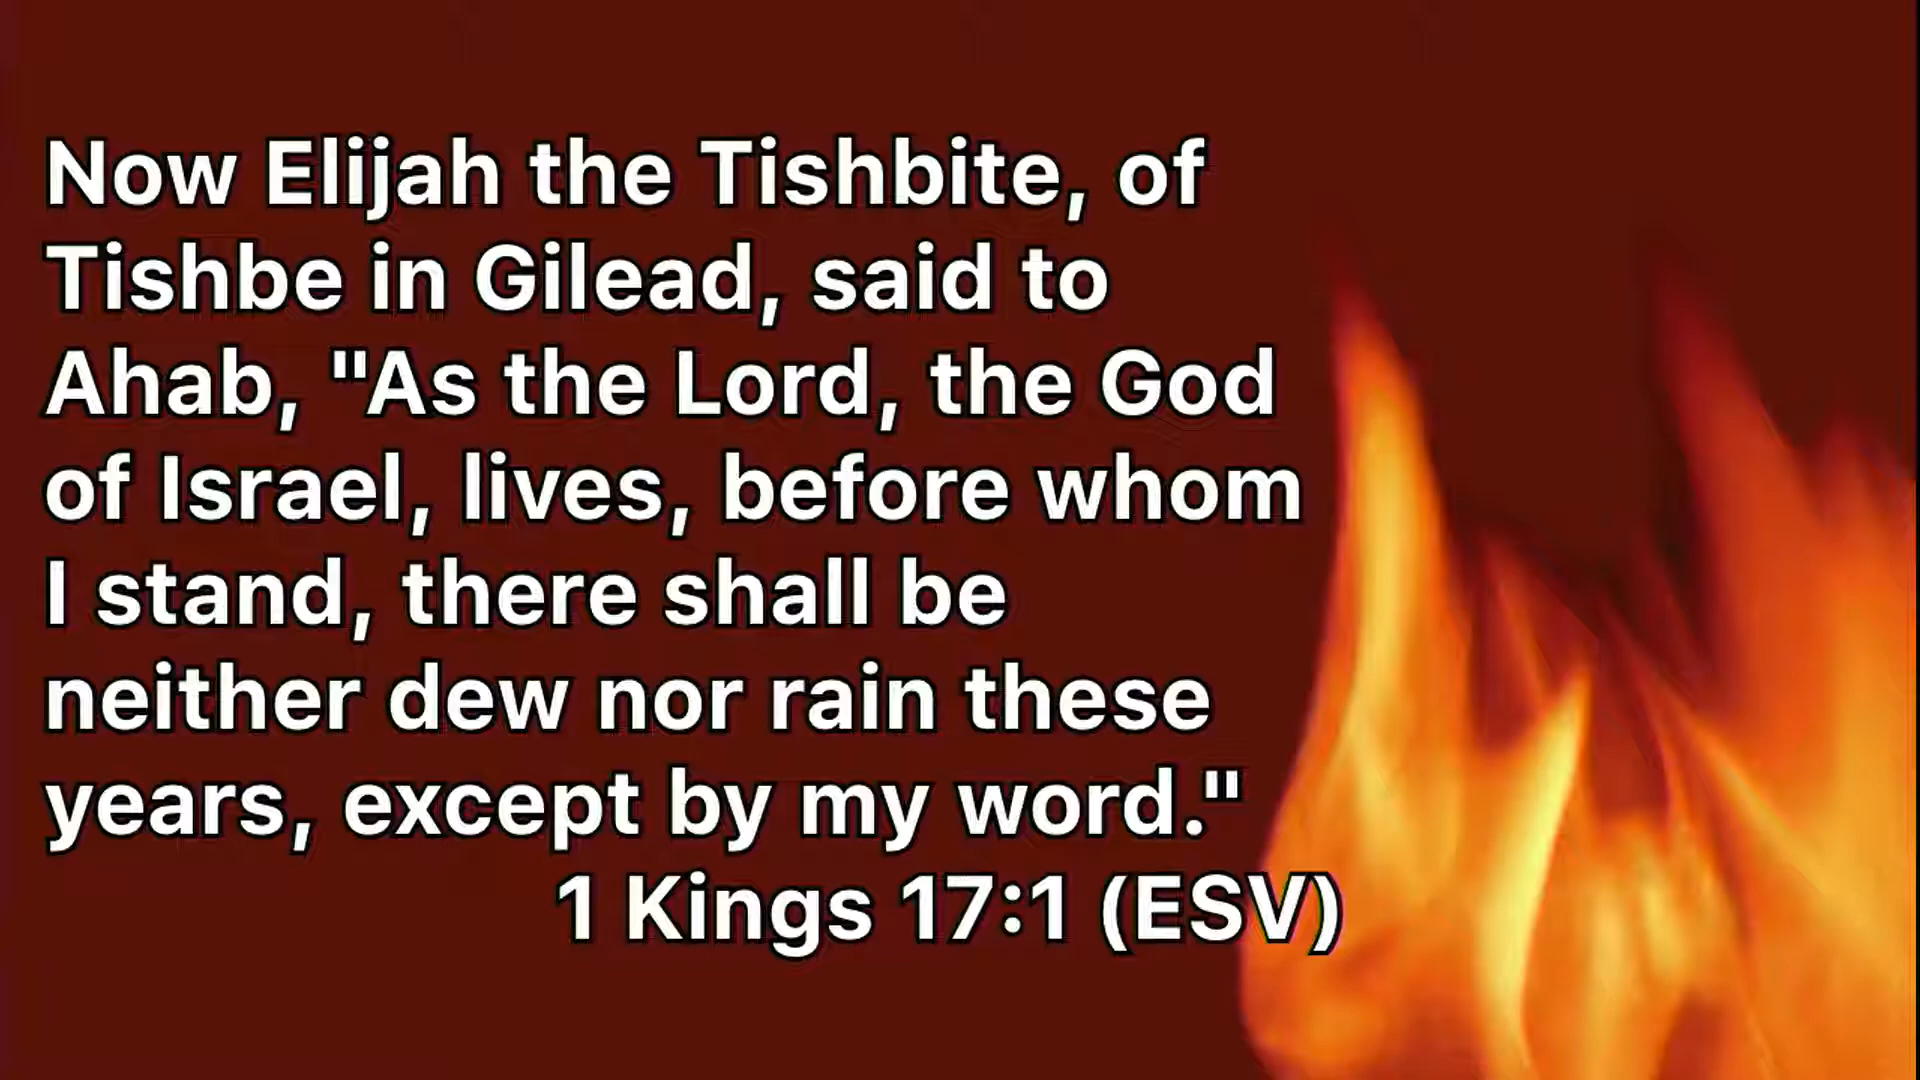 Now Elijah the Tishbite, of
Tishbe in Gilead, said to
Ahab, "As the Lord, the God
of Israel, lives, before whom
I stand, there shall be
neither dew nor rain these
years, except by my word."
1 Kings 17:1 (ESV)